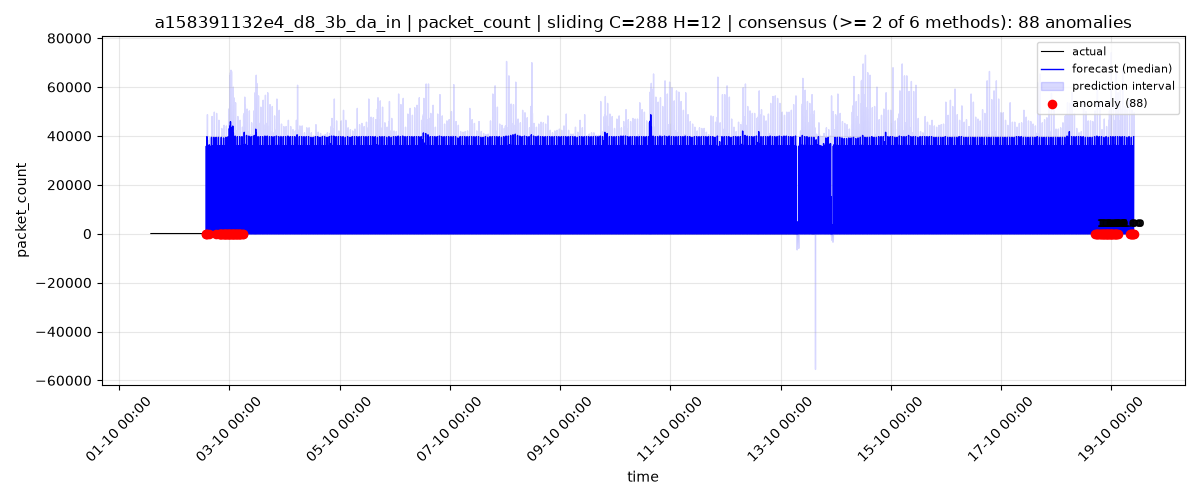 a158391132e4_d8_3b_da_in | packet_count | sliding C=288 H=12 | consensus (>= 2 of 6 methods): 88 anomalies
80000
60000
40000
20000
0
−20000
−40000
−60000
packet_count
actual
forecast (median)
prediction interval
anomaly (88)
01-10 00:00
03-10 00:00
05-10 00:00
07-10 00:00
09-10 00:00
11-10 00:00
13-10 00:00
15-10 00:00
17-10 00:00
19-10 00:00
time